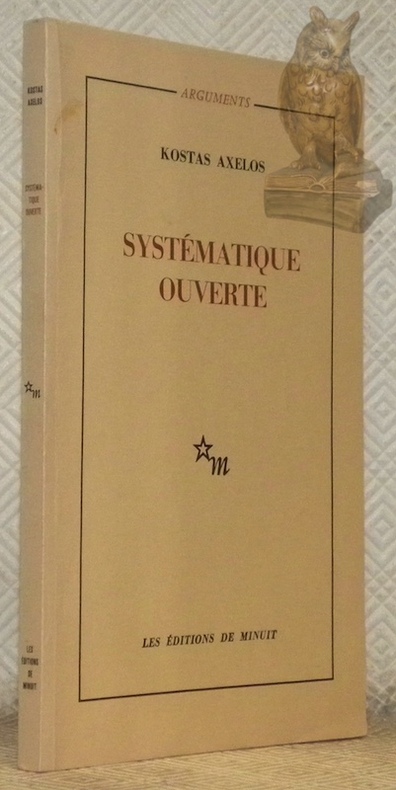 ARGUMENTS
KOSTAS AXELOS
SYSTÉMATIQUE
OUVERTE
m
LES ÉDITIONS DE MINUIT
KOSTAS
AXELOS
SYSTÉMA-
TIQUE
OUVERTE
m
LES
ÉDITIONS
DE
MINUIT